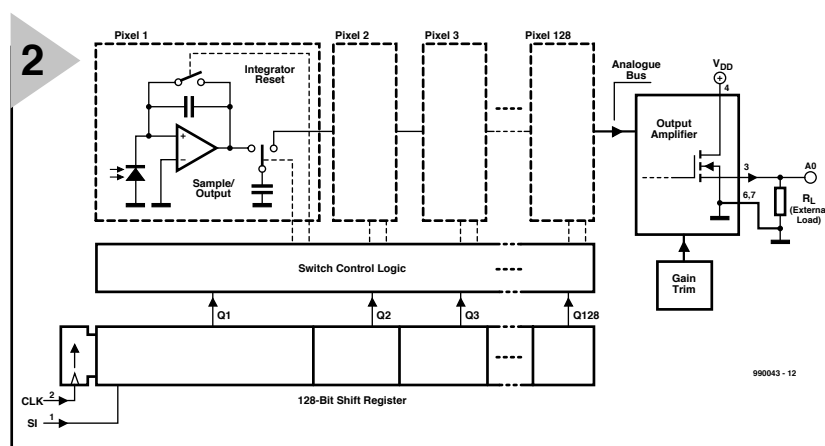 2
Pixel 1
Pixel 2
Pixel 3
Pixel 128
Integrator
Reset
+
–
Sample/
Output
Analogue
Bus
VDD
+
4
Output
Amplifier
3
A0
6,7
RL
(External
Load)
Switch Control Logic
Gain
Trim
Q1
Q2
Q3
Q128
CLK
2
SI
1
128-Bit Shift Register
990043 - 12